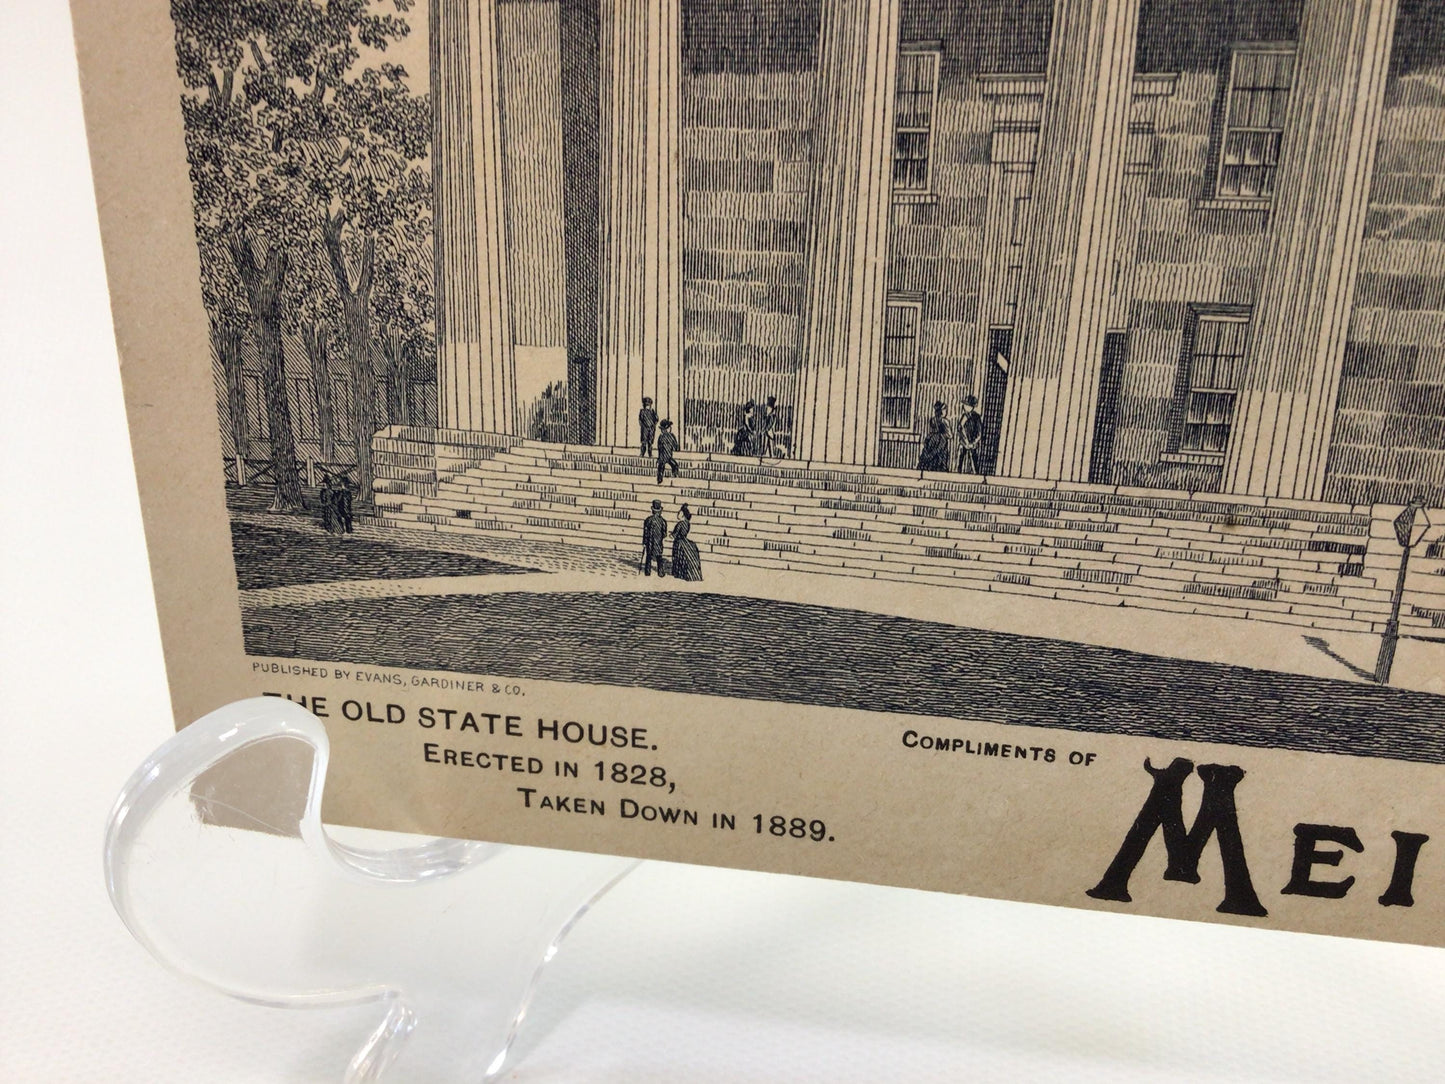 PUBLISHED BY EVANS, GARDINER & CO.
THE OLD STATE HOUSE.
ERECTED IN 1828,
TAKEN DOWN IN 1889.
COMPLIMENTS OF
MEI